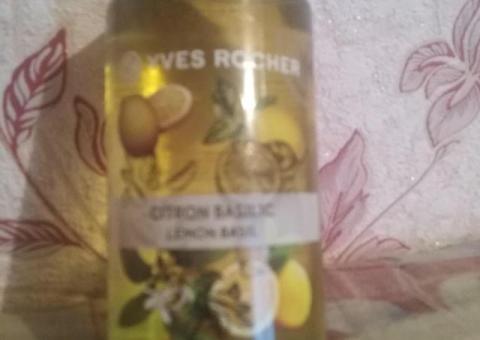 YVES ROCHER
CITRON BASILIC
LEMON BASIL